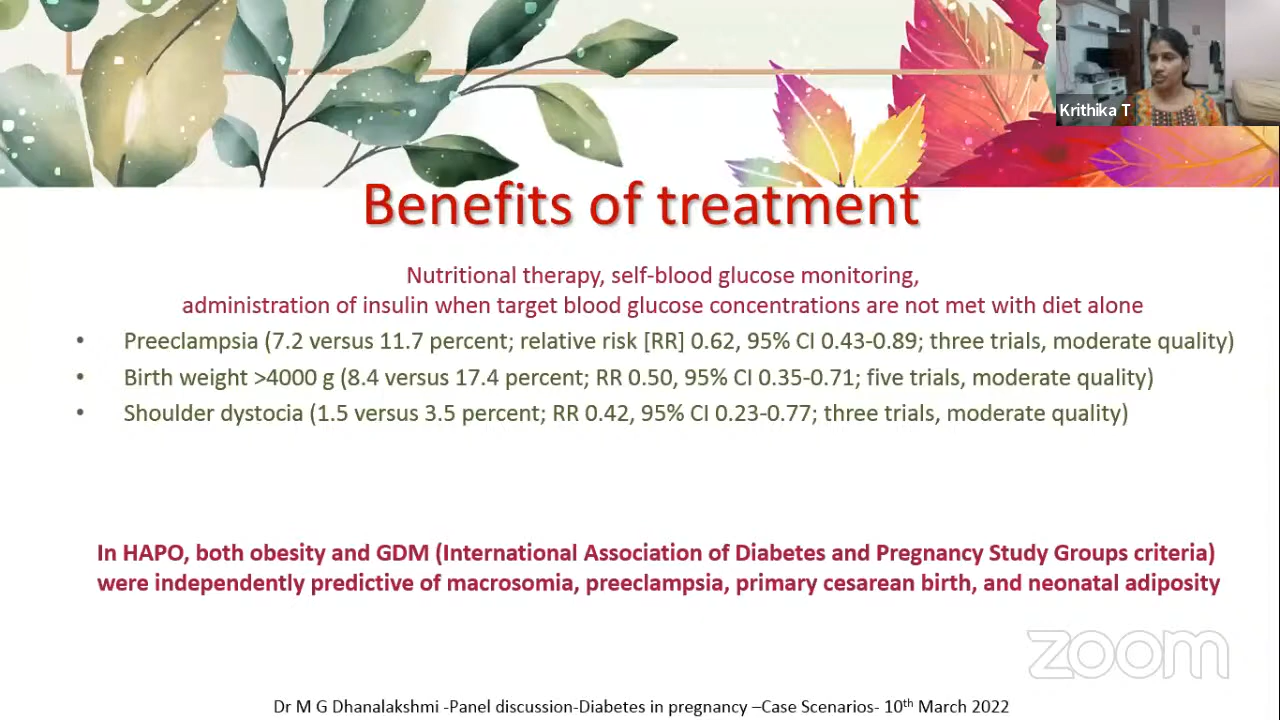 Krithika T
Benefits of treatment
Nutritional therapy, self-blood glucose monitoring,
administration of insulin when target blood glucose concentrations are not met with diet alone
• Preeclampsia (7.2 versus 11.7 percent; relative risk [RR] 0.62, 95% CI 0.43-0.89; three trials, moderate quality)
• Birth weight >4000 g (8.4 versus 17.4 percent; RR 0.50, 95% CI 0.35-0.71; five trials, moderate quality)
• Shoulder dystocia (1.5 versus 3.5 percent; RR 0.42, 95% CI 0.23-0.77; three trials, moderate quality)
In HAPO, both obesity and GDM (International Association of Diabetes and Pregnancy Study Groups criteria)
were independently predictive of macrosomia, preeclampsia, primary cesarean birth, and neonatal adiposity
zoom
Dr M G Dhanalakshmi -Panel discussion-Diabetes in pregnancy –Case Scenarios- 10th March 2022